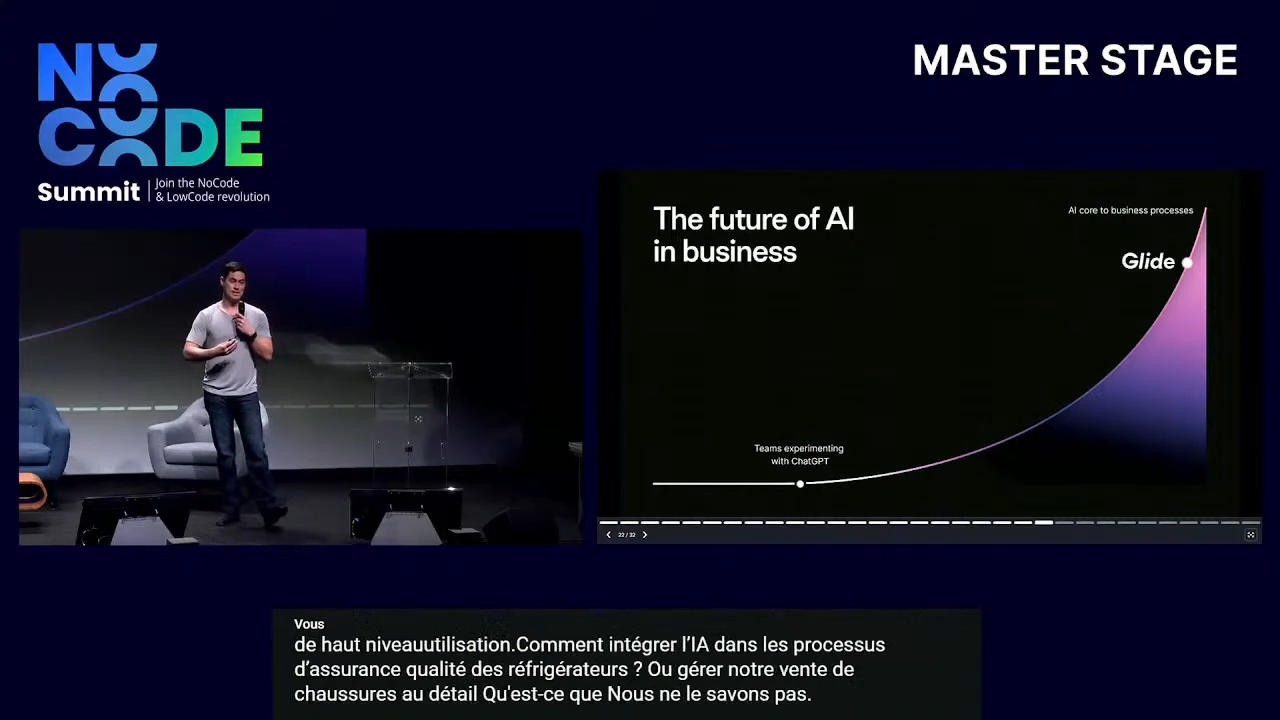 NO
CODE
Summit
Join the NoCode
& LowCode revolution
MASTER STAGE
The future of AI
in business
AI core to business processes
Glide
Teams experimenting
with ChatGPT
22 / 32
Vous
de haut niveauutilisation.Comment intégrer l’IA dans les processus
d’assurance qualité des réfrigérateurs ? Ou gérer notre vente de
chaussures au détail Qu'est-ce que Nous ne le savons pas.